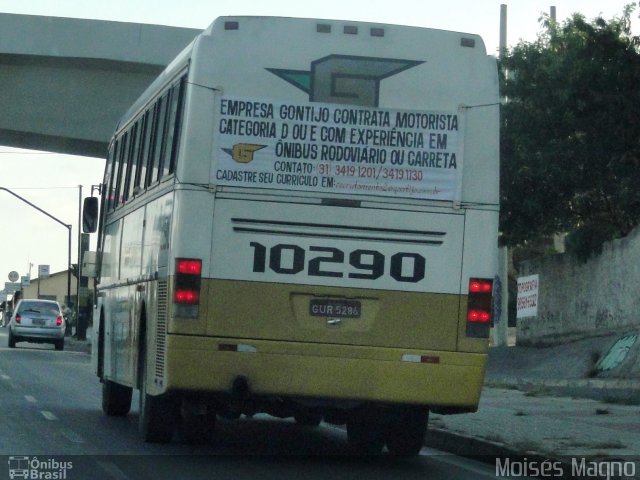 EMPRESA GONTIJO CONTRATA MOTORISTA
CATEGORIA D OU E COM EXPERIÊNCIA EM
ÔNIBUS RODOVIÁRIO OU CARRETA
CONTATO: (31) 3419 1201/3419 1130
CADASTRE SEU CURRICULO EM:
10290
GUR 5286
Ônibus
Brasil
Moisés Magno